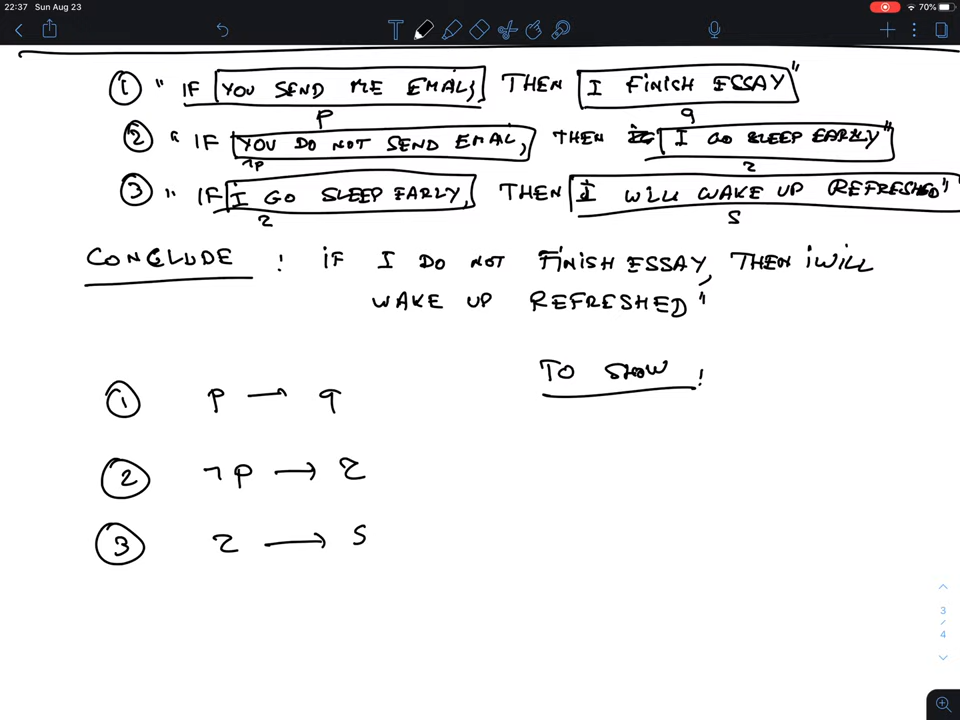 22:37 Sun Aug 23 70%
① " IF YOU SEND ME EMAIL, THEN I FINISH ESSAY"
p q
② " IF YOU DO NOT SEND EMAIL, THEN I GO SLEEP EARLY"
¬p r
③ " IF I GO SLEEP EARLY, THEN I WILL WAKE UP REFRESHED"
r s
CONCLUDE : IF I DO NOT FINISH ESSAY, THEN I WILL
WAKE UP REFRESHED"
TO SHOW :
① p → q
② ¬p → r
③ r → s
3
/
4